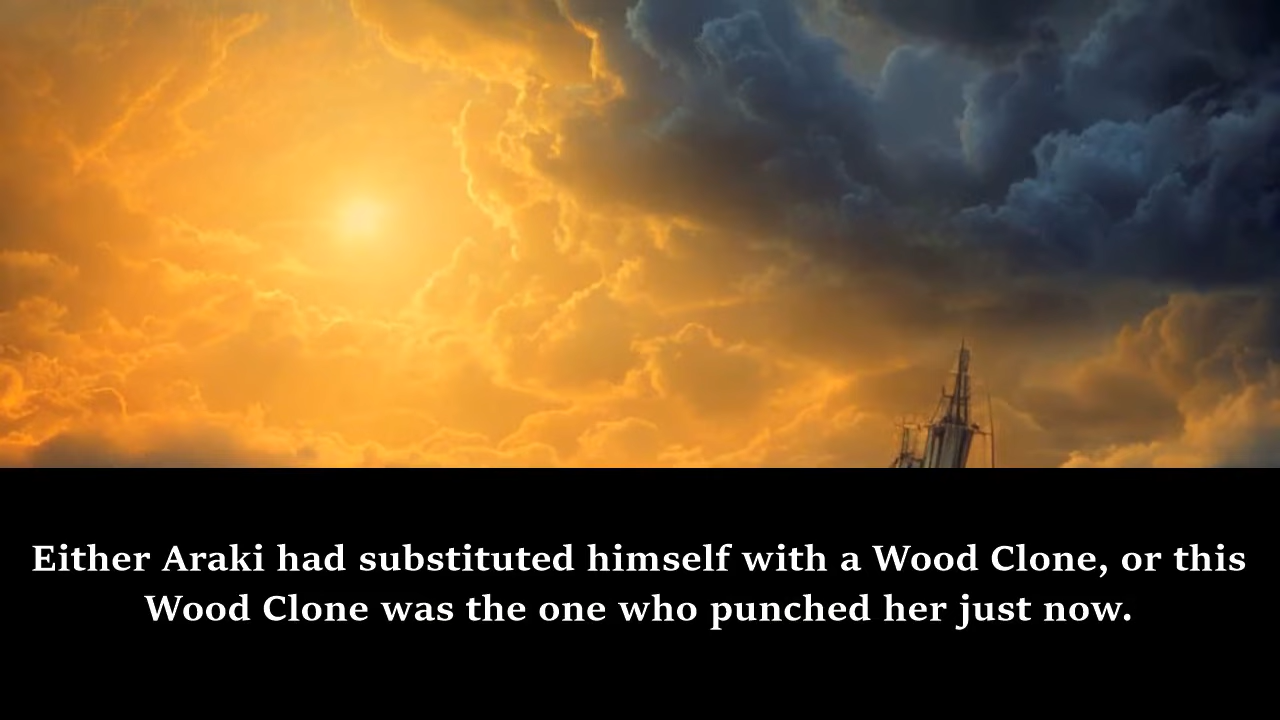 Either Araki had substituted himself with a Wood Clone, or this
Wood Clone was the one who punched her just now.